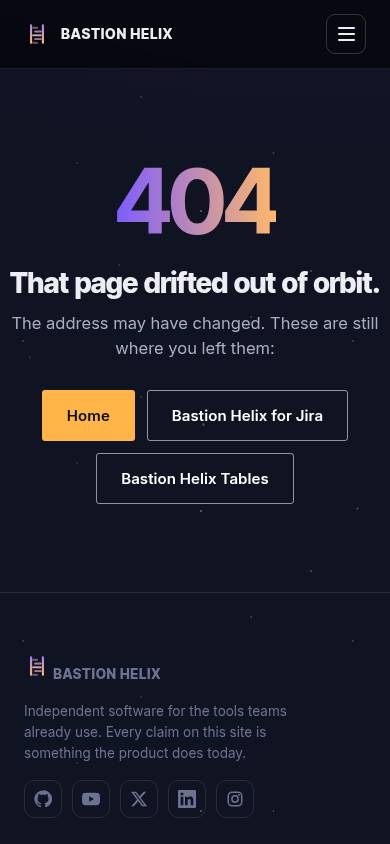 BASTION HELIX
404
That page drifted out of orbit.
The address may have changed. These are still
where you left them:
Home
Bastion Helix for Jira
Bastion Helix Tables
BASTION HELIX
Independent software for the tools teams
already use. Every claim on this site is
something the product does today.